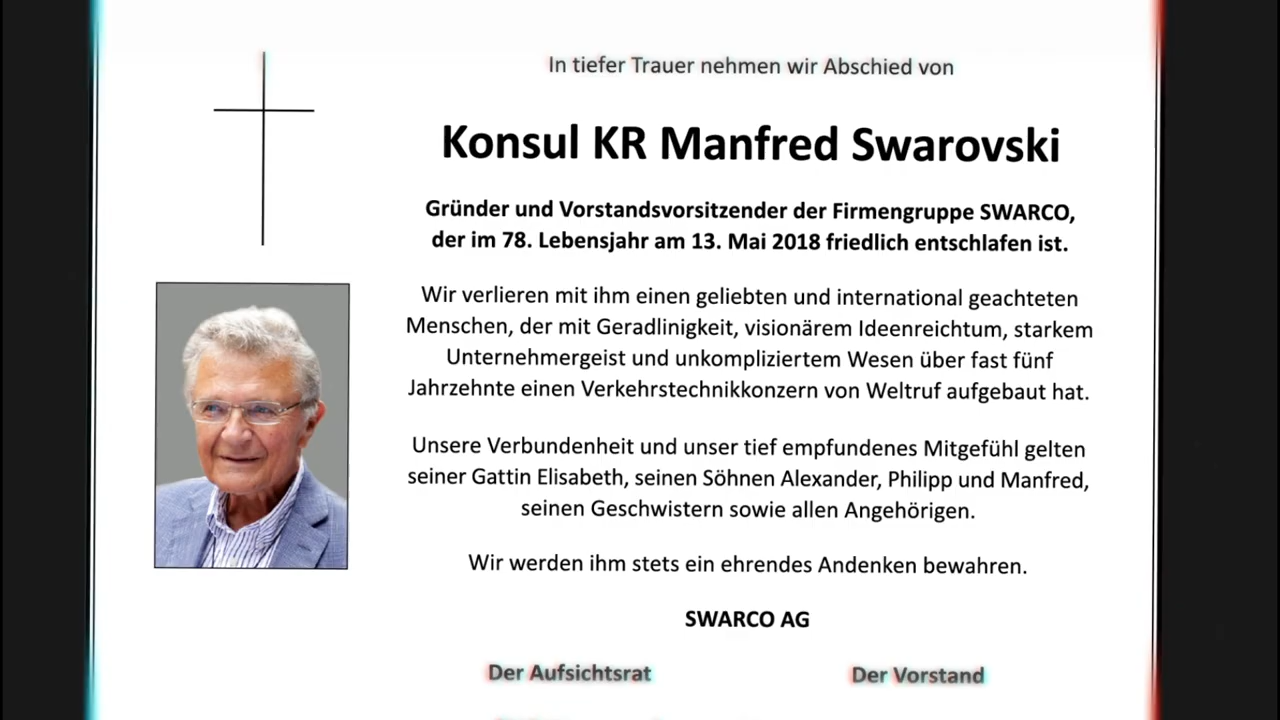 In tiefer Trauer nehmen wir Abschied von
Konsul KR Manfred Swarovski
Gründer und Vorstandsvorsitzender der Firmengruppe SWARCO,
der im 78. Lebensjahr am 13. Mai 2018 friedlich entschlafen ist.
Wir verlieren mit ihm einen geliebten und international geachteten
Menschen, der mit Geradlinigkeit, visionärem Ideenreichtum, starkem
Unternehmergeist und unkompliziertem Wesen über fast fünf
Jahrzehnte einen Verkehrstechnikkonzern von Weltruf aufgebaut hat.
Unsere Verbundenheit und unser tief empfundenes Mitgefühl gelten
seiner Gattin Elisabeth, seinen Söhnen Alexander, Philipp und Manfred,
seinen Geschwistern sowie allen Angehörigen.
Wir werden ihm stets ein ehrendes Andenken bewahren.
SWARCO AG
Der Aufsichtsrat Der Vorstand